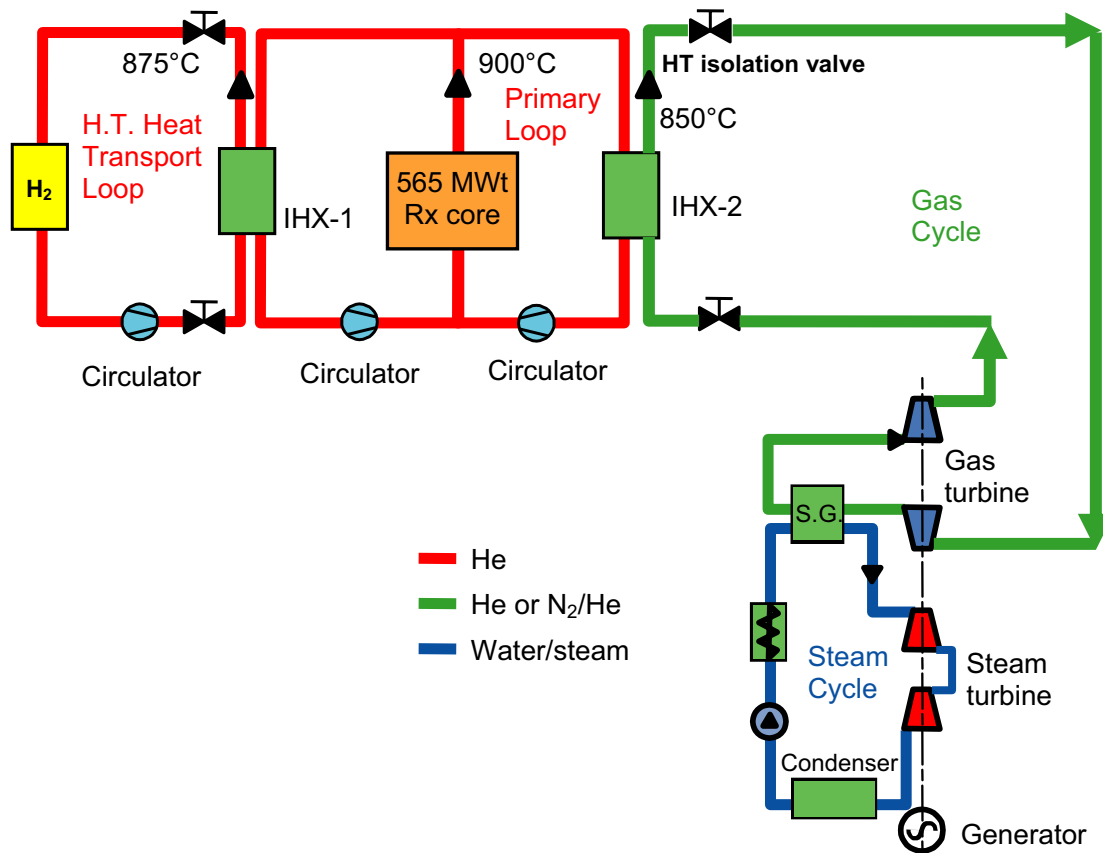 875°C
900°C
HT isolation valve
H.T. Heat
Transport
Loop
Primary
Loop
850°C
H₂
IHX-1
565 MWt
Rx core
IHX-2
Gas
Cycle
Circulator
Circulator
Circulator
Gas
turbine
S.G.
He
He or N₂/He
Water/steam
Steam
Cycle
Steam
turbine
Condenser
Generator